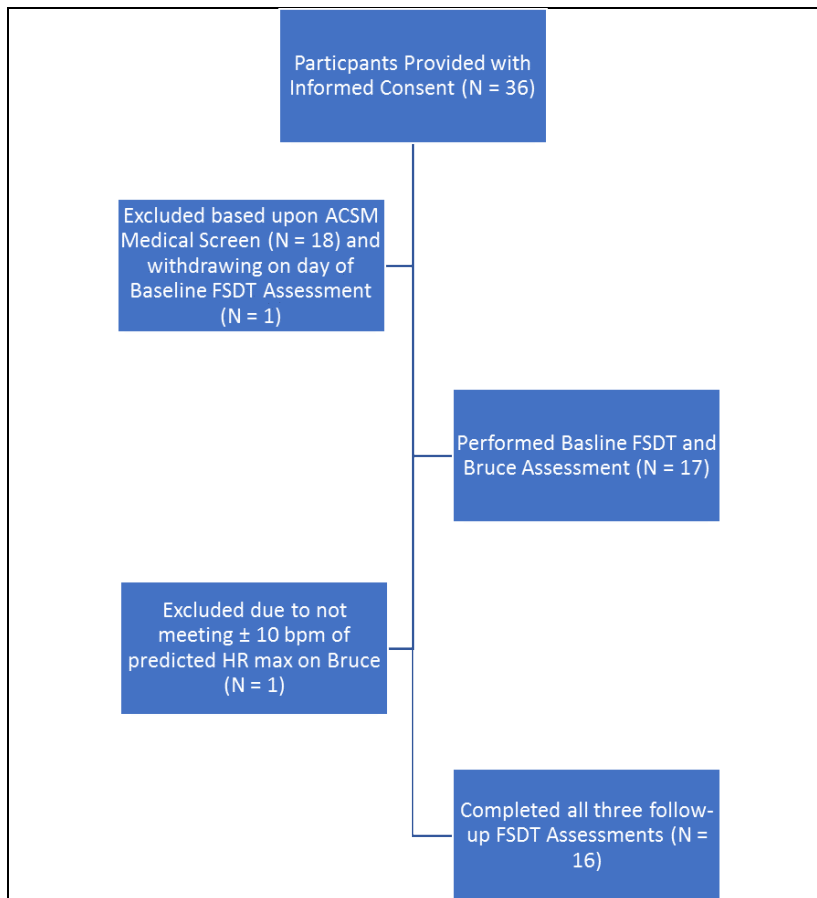 Particpants Provided with
Informed Consent (N = 36)
Excluded based upon ACSM
Medical Screen (N = 18) and
withdrawing on day of
Baseline FSDT Assessment
(N = 1)
Performed Basline FSDT and
Bruce Assessment (N = 17)
Excluded due to not
meeting ± 10 bpm of
predicted HR max on Bruce
(N = 1)
Completed all three follow-
up FSDT Assessments (N =
16)